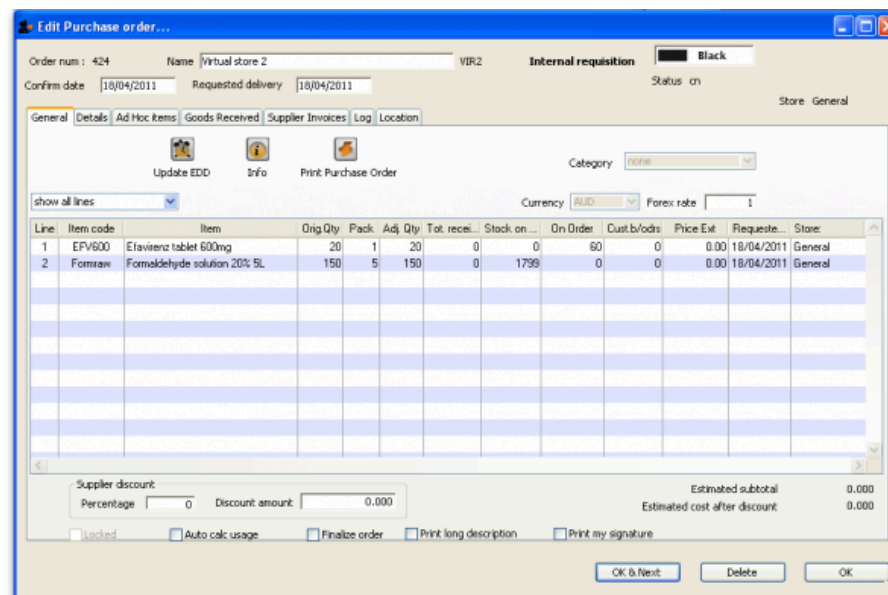 Edit Purchase order...
Order num : 424 Name Virtual store 2 VIR2 Internal requisition Black
Confirm date 18/04/2011 Requested delivery 18/04/2011 Status cn
Store General
General Details Ad Hoc items Goods Received Supplier Invoices Log Location
Update EDD Info Print Purchase Order Category none
show all lines Currency AUD Forex rate 1
Line Item code Item Orig.Qty Pack Adj. Qty Tot. recei... Stock on ... On Order Cust.b/odrs Price Ext Requeste... Store:
1 EFV600 Efavirenz tablet 600mg 20 1 20 0 0 60 0 0.00 18/04/2011 General
2 Formraw Formaldehyde solution 20% 5L 150 5 150 0 1799 0 0 0.00 18/04/2011 General
Supplier discount
Percentage 0 Discount amount 0.000
Estimated subtotal 0.000
Estimated cost after discount 0.000
Locked Auto calc usage Finalize order Print long description Print my signature
OK & Next Delete OK